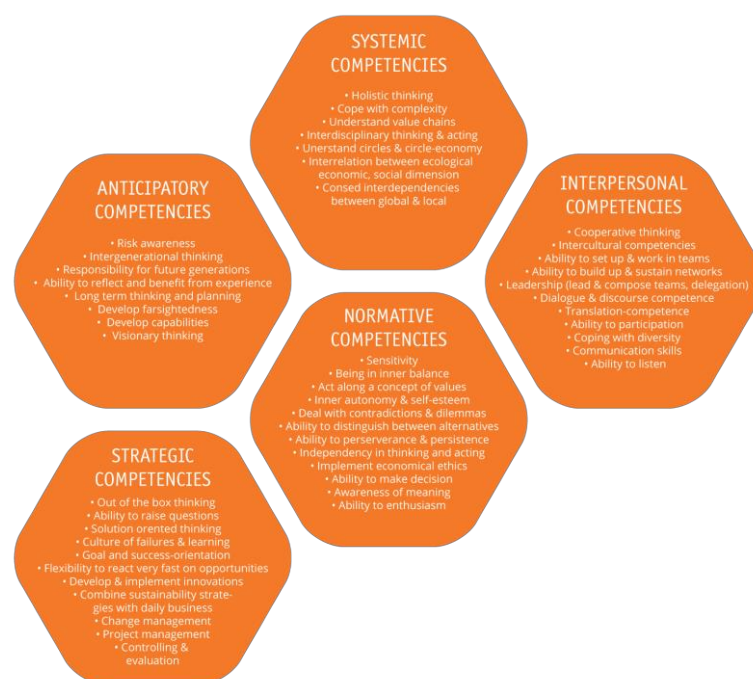 SYSTEMIC
COMPETENCIES
• Holistic thinking
• Cope with complexity
• Understand value chains
• Interdisciplinary thinking & acting
• Unerstand circles & circle-economy
• Interrelation between ecological
economic, social dimension
• Consed interdependencies
between global & local
ANTICIPATORY
COMPETENCIES
• Risk awareness
• Intergenerational thinking
• Responsibility for future generations
• Ability to reflect and benefit from experience
• Long term thinking and planning
• Develop farsightedness
• Develop capabilities
• Visionary thinking
INTERPERSONAL
COMPETENCIES
• Cooperative thinking
• Intercultural competencies
• Ability to set up & work in teams
• Ability to build up & sustain networks
• Leadership (lead & compose teams, delegation)
• Dialogue & discourse competence
• Translation-competence
• Ability to participation
• Coping with diversity
• Communication skills
• Ability to listen
NORMATIVE
COMPETENCIES
• Sensitivity
• Being in inner balance
• Act along a concept of values
• Inner autonomy & self-esteem
• Deal with contradictions & dilemmas
• Ability to distinguish between alternatives
• Ability to perserverance & persistence
• Independency in thinking and acting
• Implement economical ethics
• Ability to make decision
• Awareness of meaning
• Ability to enthusiasm
STRATEGIC
COMPETENCIES
• Out of the box thinking
• Ability to raise questions
• Solution orented thinking
• Culture of failures & learning
• Goal and success-orientation
• Flexibility to react very fast on opportunities
• Develop & implement innovations
• Combine sustainability strate-
gies with daily business
• Change management
• Project management
• Controlling &
evaluation